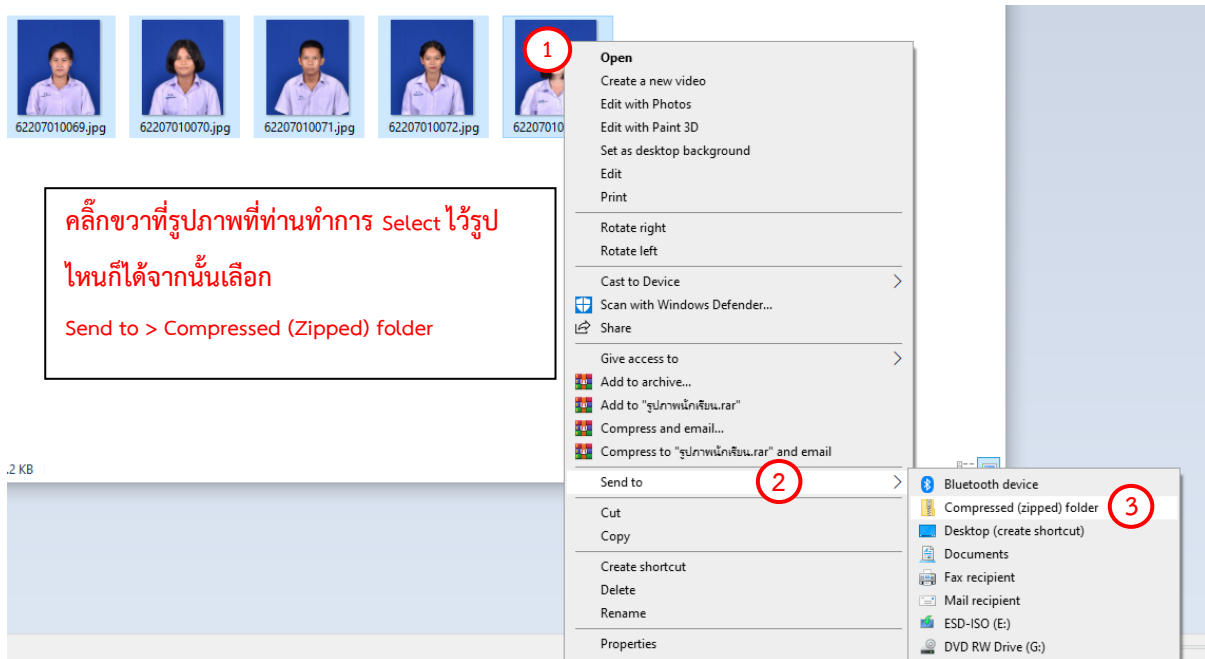 62207010069.jpg
62207010070.jpg
62207010071.jpg
62207010072.jpg
62207010
1
Open
Create a new video
Edit with Photos
Edit with Paint 3D
Set as desktop background
Edit
Print
Rotate right
Rotate left
Cast to Device
Scan with Windows Defender...
Share
Give access to
Add to archive...
Add to "รูปภาพนักเรียน.rar"
Compress and email...
Compress to "รูปภาพนักเรียน.rar" and email
Send to
2
Cut
Copy
Create shortcut
Delete
Rename
Properties
คลิ๊กขวาที่รูปภาพที่ท่านทำการ Select ไว้รูป
ไหนก็ได้จากนั้นเลือก
Send to > Compressed (Zipped) folder
.2 KB
Bluetooth device
Compressed (zipped) folder
3
Desktop (create shortcut)
Documents
Fax recipient
Mail recipient
ESD-ISO (E:)
DVD RW Drive (G:)